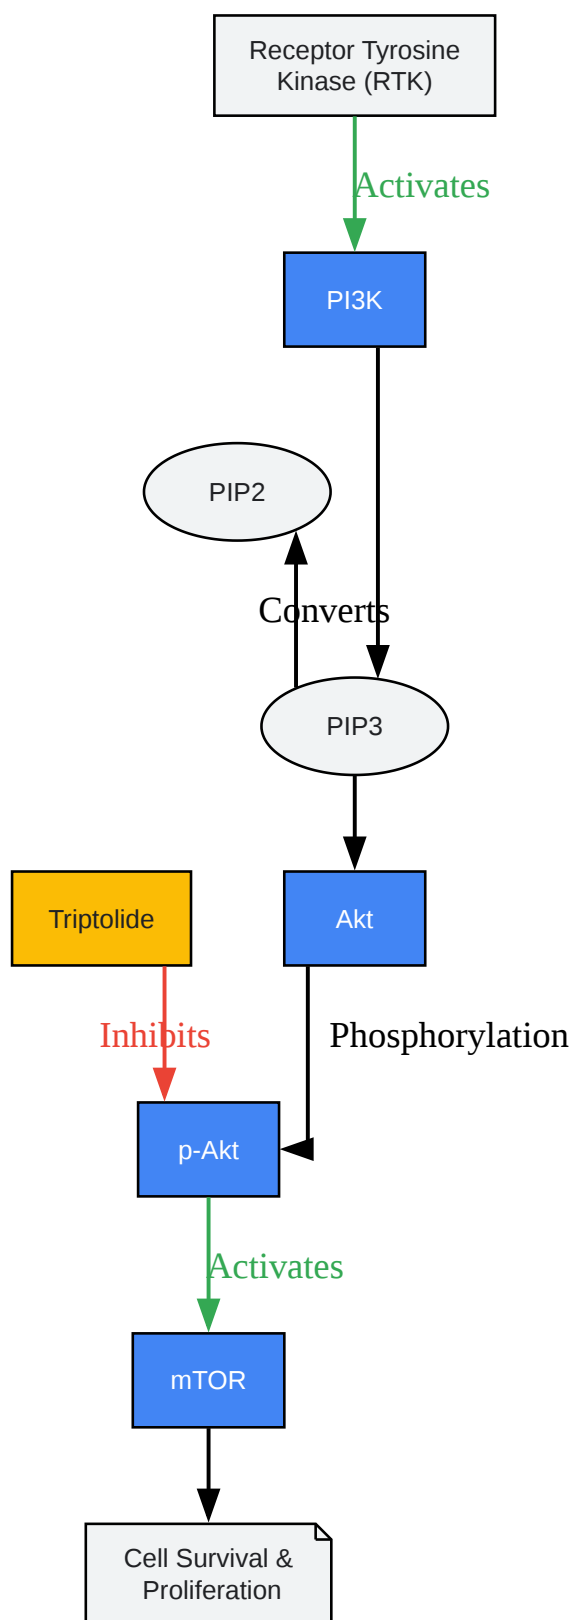 Receptor Tyrosine
Kinase (RTK)
Activates
PI3K
PIP2
Converts
PIP3
Triptolide
Akt
Inhibits
Phosphorylation
p-Akt
Activates
mTOR
Cell Survival &
Proliferation